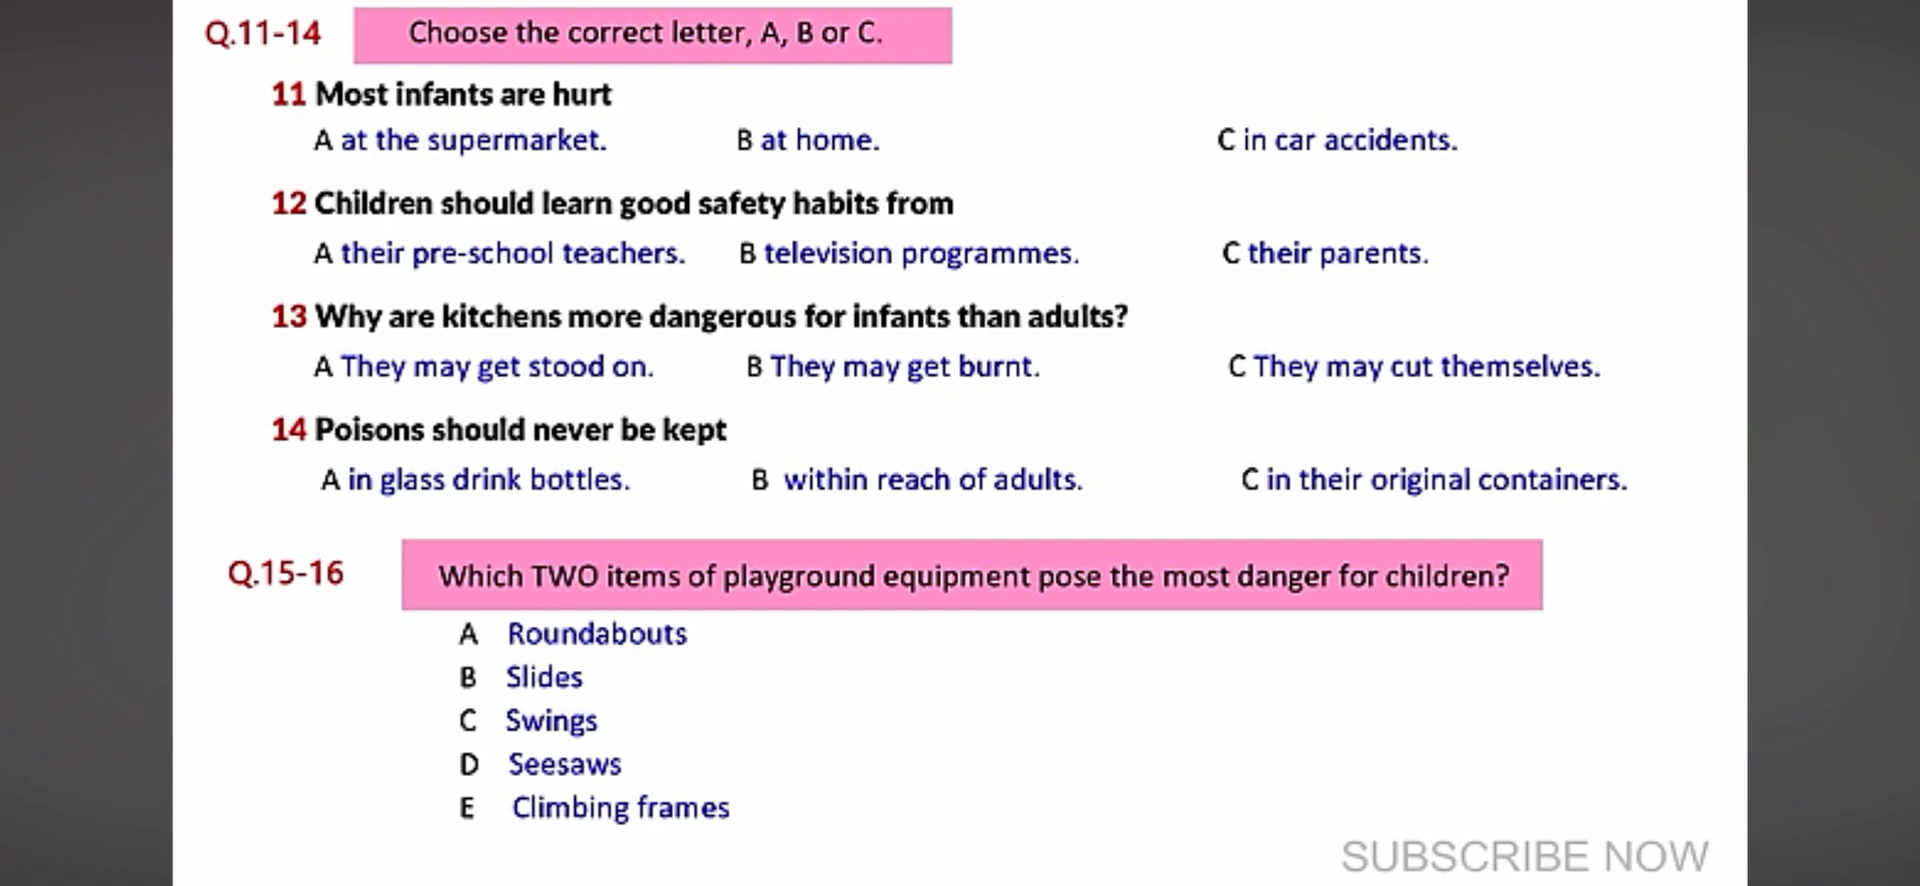 Q.11-14 Choose the correct letter, A, B or C.
11 Most infants are hurt
A at the supermarket. B at home. C in car accidents.
12 Children should learn good safety habits from
A their pre-school teachers. B television programmes. C their parents.
13 Why are kitchens more dangerous for infants than adults?
A They may get stood on. B They may get burnt. C They may cut themselves.
14 Poisons should never be kept
A in glass drink bottles. B within reach of adults. C in their original containers.
Q.15-16 Which TWO items of playground equipment pose the most danger for children?
A Roundabouts
B Slides
C Swings
D Seesaws
E Climbing frames
SUBSCRIBE NOW